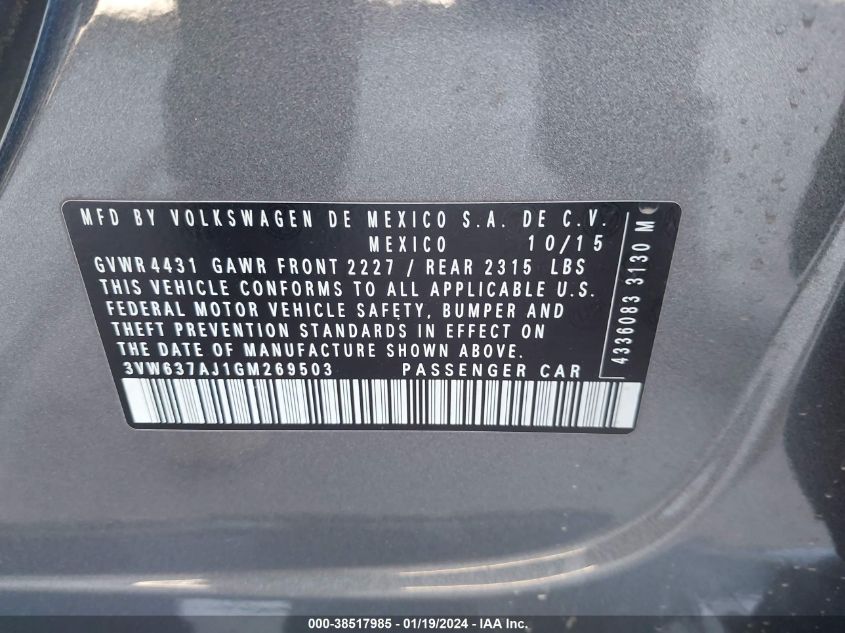 MFD BY VOLKSWAGEN DE MEXICO S.A. DE C.V.
MEXICO 10/15
GVWR4431 GAWR FRONT 2227 / REAR 2315 LBS
THIS VEHICLE CONFORMS TO ALL APPLICABLE U.S.
FEDERAL MOTOR VEHICLE SAFETY, BUMPER AND
THEFT PREVENTION STANDARDS IN EFFECT ON
THE DATE OF MANUFACTURE SHOWN ABOVE.
3VW637AJ1GM269503 PASSENGER CAR
4336083 3130 M
000-38517985 - 01/19/2024 - IAA Inc.